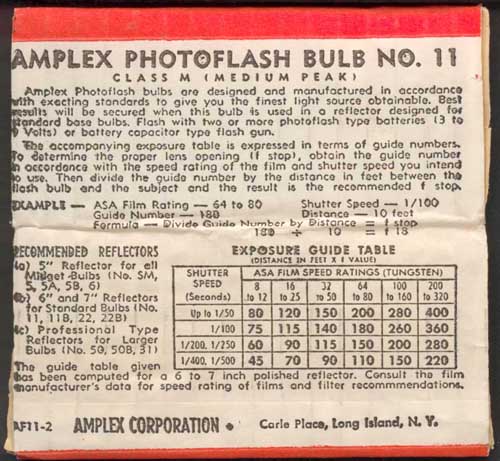 AMPLEX PHOTOFLASH BULB NO. 11
CLASS M (MEDIUM PEAK)
Amplex Photoflash bulbs are designed and manufactured in accordance
with exacting standards to give you the finest light source obtainable. Best
results will be secured when this bulb is used in a reflector designed for
standard base bulbs. Flash with two or more photoflash type batteries (3 to
9 Volts) or battery capacitor type flash gun.
The accompanying exposure table is expressed in terms of guide numbers.
To determine the proper lens opening (f stop), obtain the guide number
in accordance with the speed rating of the film and shutter speed you intend
to use. Then divide the guide number by the distance in feet between the
flash bulb and the subject and the result is the recommended f stop.
EXAMPLE — ASA Film Rating — 64 to 80 Shutter Speed — 1/100
Guide Number — 180 Distance — 10 feet
Formula — Divide Guide Number by Distance = f stop
180 ÷ 10 = f 18
RECOMMENDED REFLECTORS
(a) 5" Reflector for all
Midget Bulbs (No. SM,
5, 5A, 5B, 6)
(b) 6" and 7" Reflectors
for Standard Bulbs (No.
11, 11B, 22, 22B)
(c) Professional Type
Reflectors for Larger
Bulbs (No. 50, 50B, 31)
EXPOSURE GUIDE TABLE
(DISTANCE IN FEET X f VALUE)
SHUTTER SPEED (Seconds) ASA FILM SPEED RATINGS (TUNGSTEN)
8 to 12 16 to 25 32 to 50 64 to 80 100 to 160 200 to 320
Up to 1/50 80 120 150 200 280 400
1/100 75 115 140 180 260 360
1/200, 1/250 60 90 115 150 200 280
1/400, 1/500 45 70 90 110 150 220
The guide table given
has been computed for a 6 to 7 inch polished reflector. Consult the film
manufacturer's data for speed rating of films and filter recommmendations.
AF11-2 AMPLEX CORPORATION • Carle Place, Long Island, N. Y.